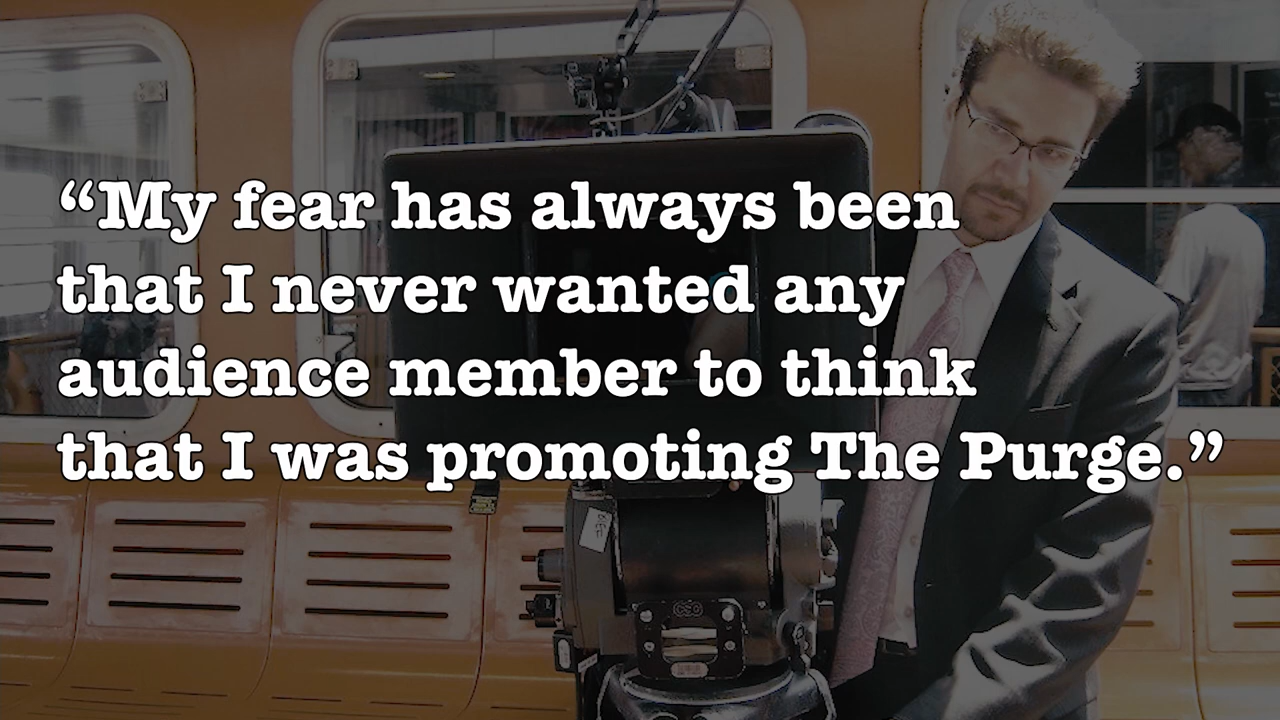 “My fear has always been
that I never wanted any
audience member to think
that I was promoting The Purge.”